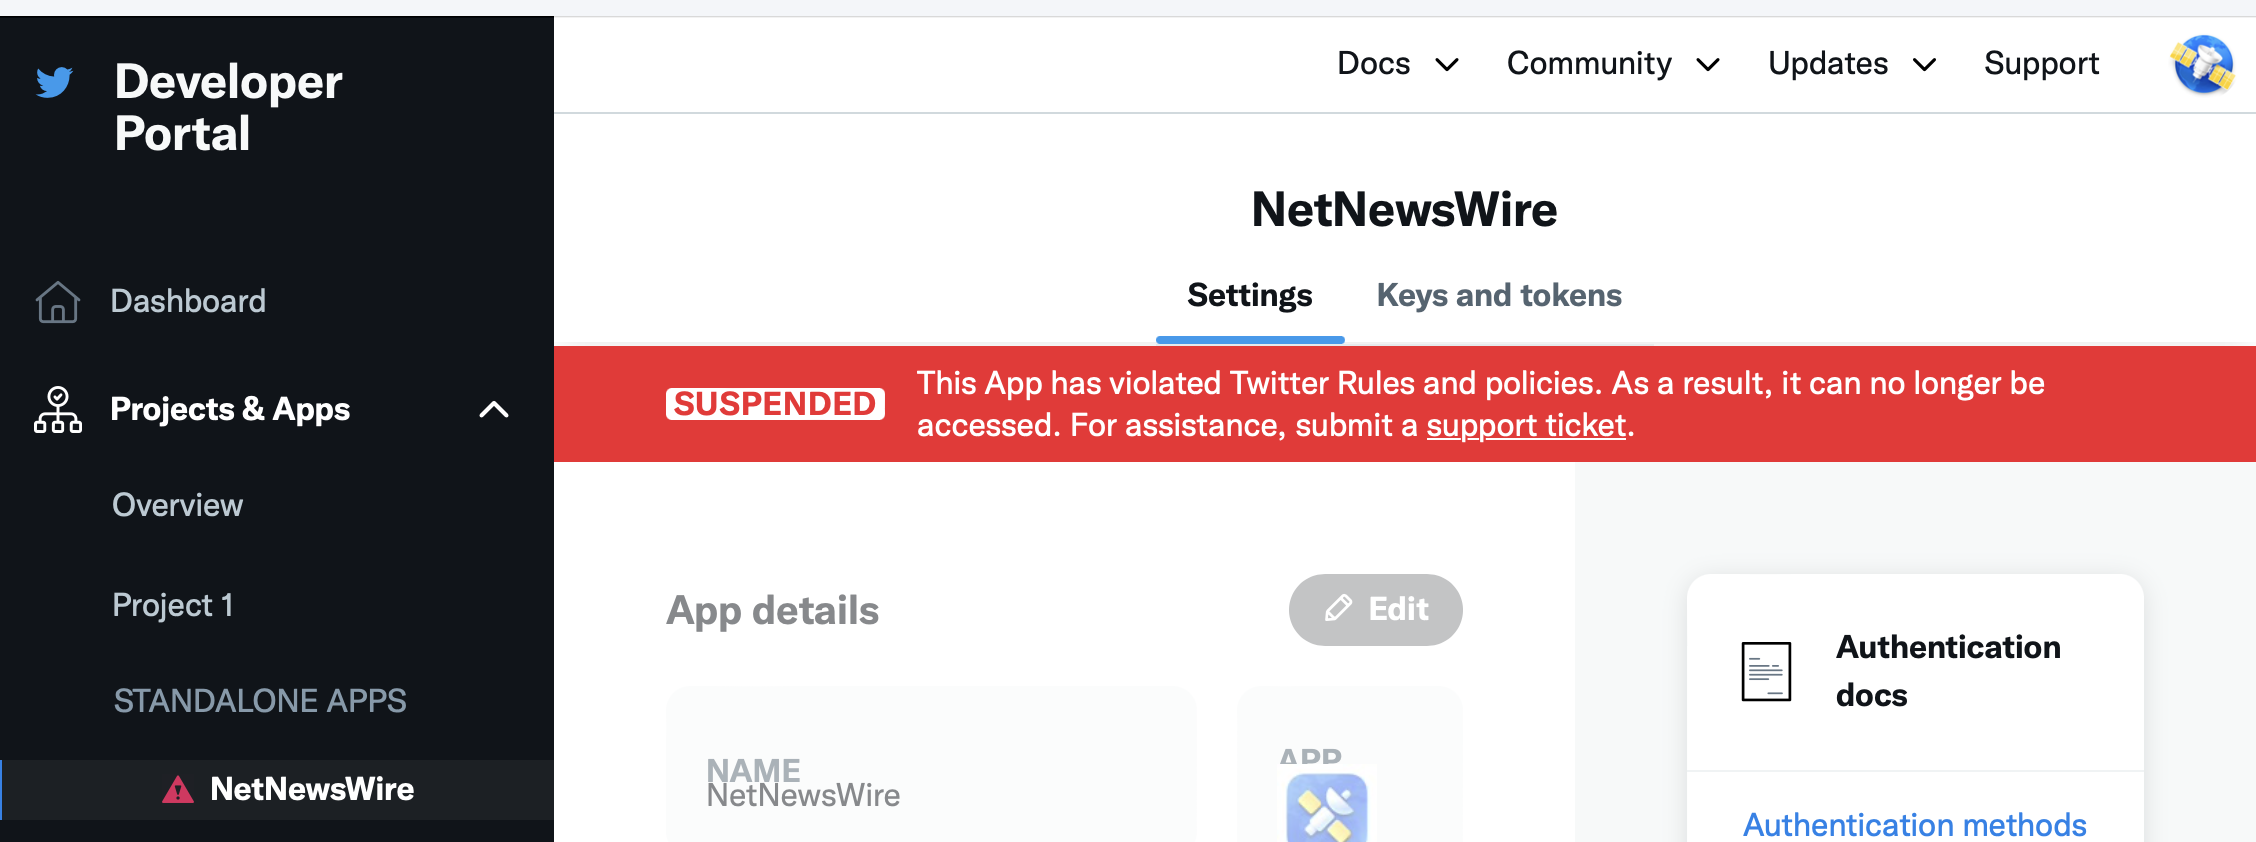 Developer
Portal
Docs
Community
Updates
Support
Dashboard
Projects & Apps
Overview
Project 1
STANDALONE APPS
NetNewsWire
NetNewsWire
Settings
Keys and tokens
SUSPENDED
This App has violated Twitter Rules and policies. As a result, it can no longer be
accessed. For assistance, submit a support ticket.
App details
Edit
NAME
NetNewsWire
APP
Authentication
docs
Authentication methods